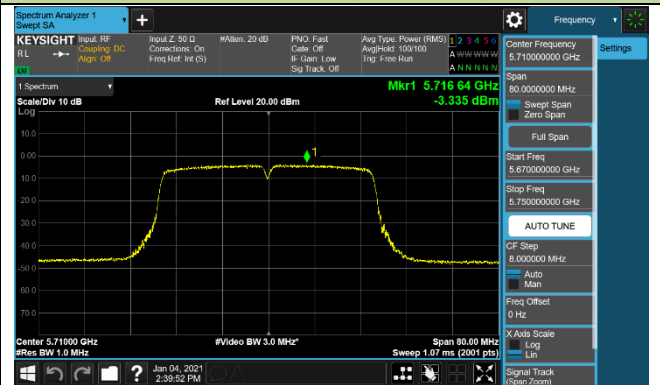 Spectrum Analyzer 1
Swept SA
+
Frequency
KEYSIGHT
RL
Input: RF
Coupling: DC
Align: Off
Input Z: 50 Ω
Corrections: On
Freq Ref: Int (S)
#Atten: 20 dB
PNO: Fast
Gate: Off
IF Gain: Low
Sig Track: Off
Avg Type: Power (RMS)
Avg|Hold: 100/100
Trig: Free Run
1 2 3 4 5 6
A W W W W W
A N N N N N
1 Spectrum
Scale/Div 10 dB
Ref Level 20.00 dBm
Mkr1 5.716 64 GHz
-3.335 dBm
Log
10.0
0.00
-10.0
-20.0
-30.0
-40.0
-50.0
-60.0
-70.0
1
Center 5.71000 GHz
#Res BW 1.0 MHz
#Video BW 3.0 MHz*
Span 80.00 MHz
Sweep 1.07 ms (2001 pts)
Center Frequency
5.710000000 GHz
Settings
Span
80.0000000 MHz
Swept Span
Zero Span
Full Span
Start Freq
5.670000000 GHz
Stop Freq
5.750000000 GHz
AUTO TUNE
CF Step
8.000000 MHz
Auto
Man
Freq Offset
0 Hz
X Axis Scale
Log
Lin
Signal Track
(Span Zoom)
?
Jan 04, 2021
2:39:52 PM